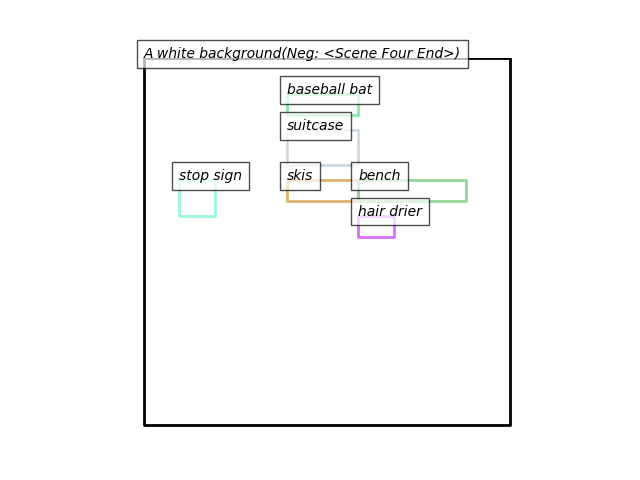 A white background(Neg: <Scene Four End>)
baseball bat
suitcase
stop sign
skis
bench
hair drier